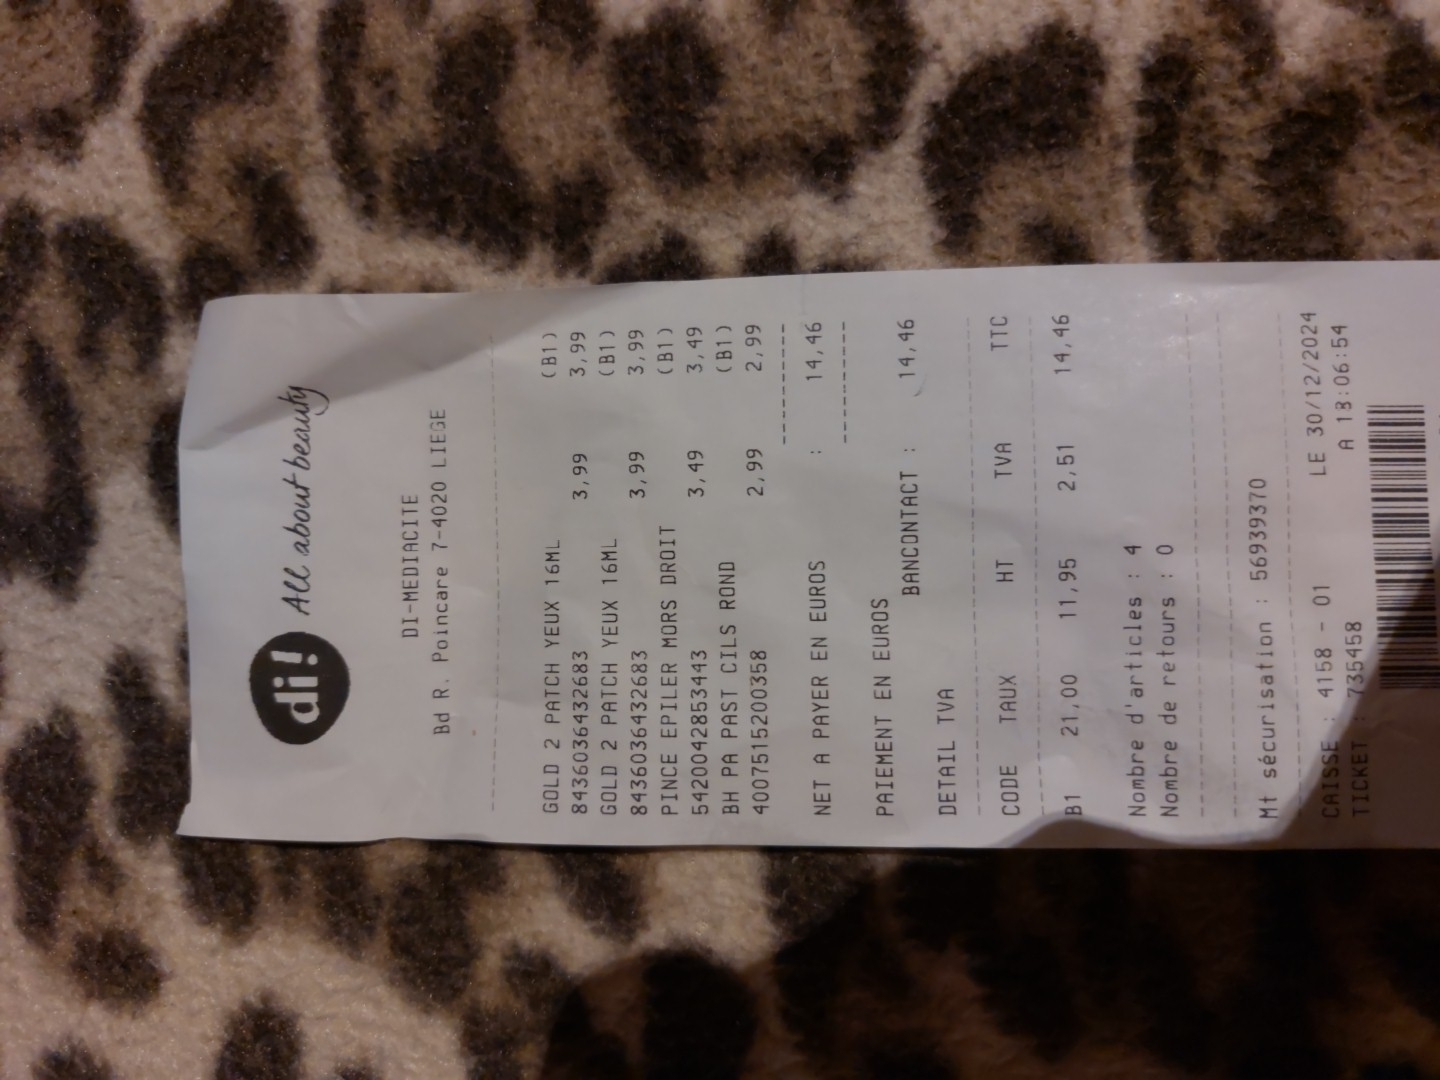 di! All about beauty
DI-MEDIACITE
Bd R. Poincare 7-4020 LIEGE
GOLD 2 PATCH YEUX 16ML (B1)
8436036432683 3,99 3,99
GOLD 2 PATCH YEUX 16ML (B1)
8436036432683 3,99 3,99
PINCE EPILER MORS DROIT (B1)
5420042853443 3,49 3,49
BH PA PAST CILS ROND (B1)
4007515200358 2,99 2,99
NET A PAYER EN EUROS : 14,46
PAIEMENT EN EUROS
BANCONTACT : 14,46
DETAIL TVA
CODE TAUX HT TVA TTC
B1 21,00 11,95 2,51 14,46
Nombre d'articles : 4
Nombre de retours : 0
Mt sécurisation : 56939370
CAISSE : 4158 - 01 LE 30/12/2024
TICKET : 735458 A 18:06:54